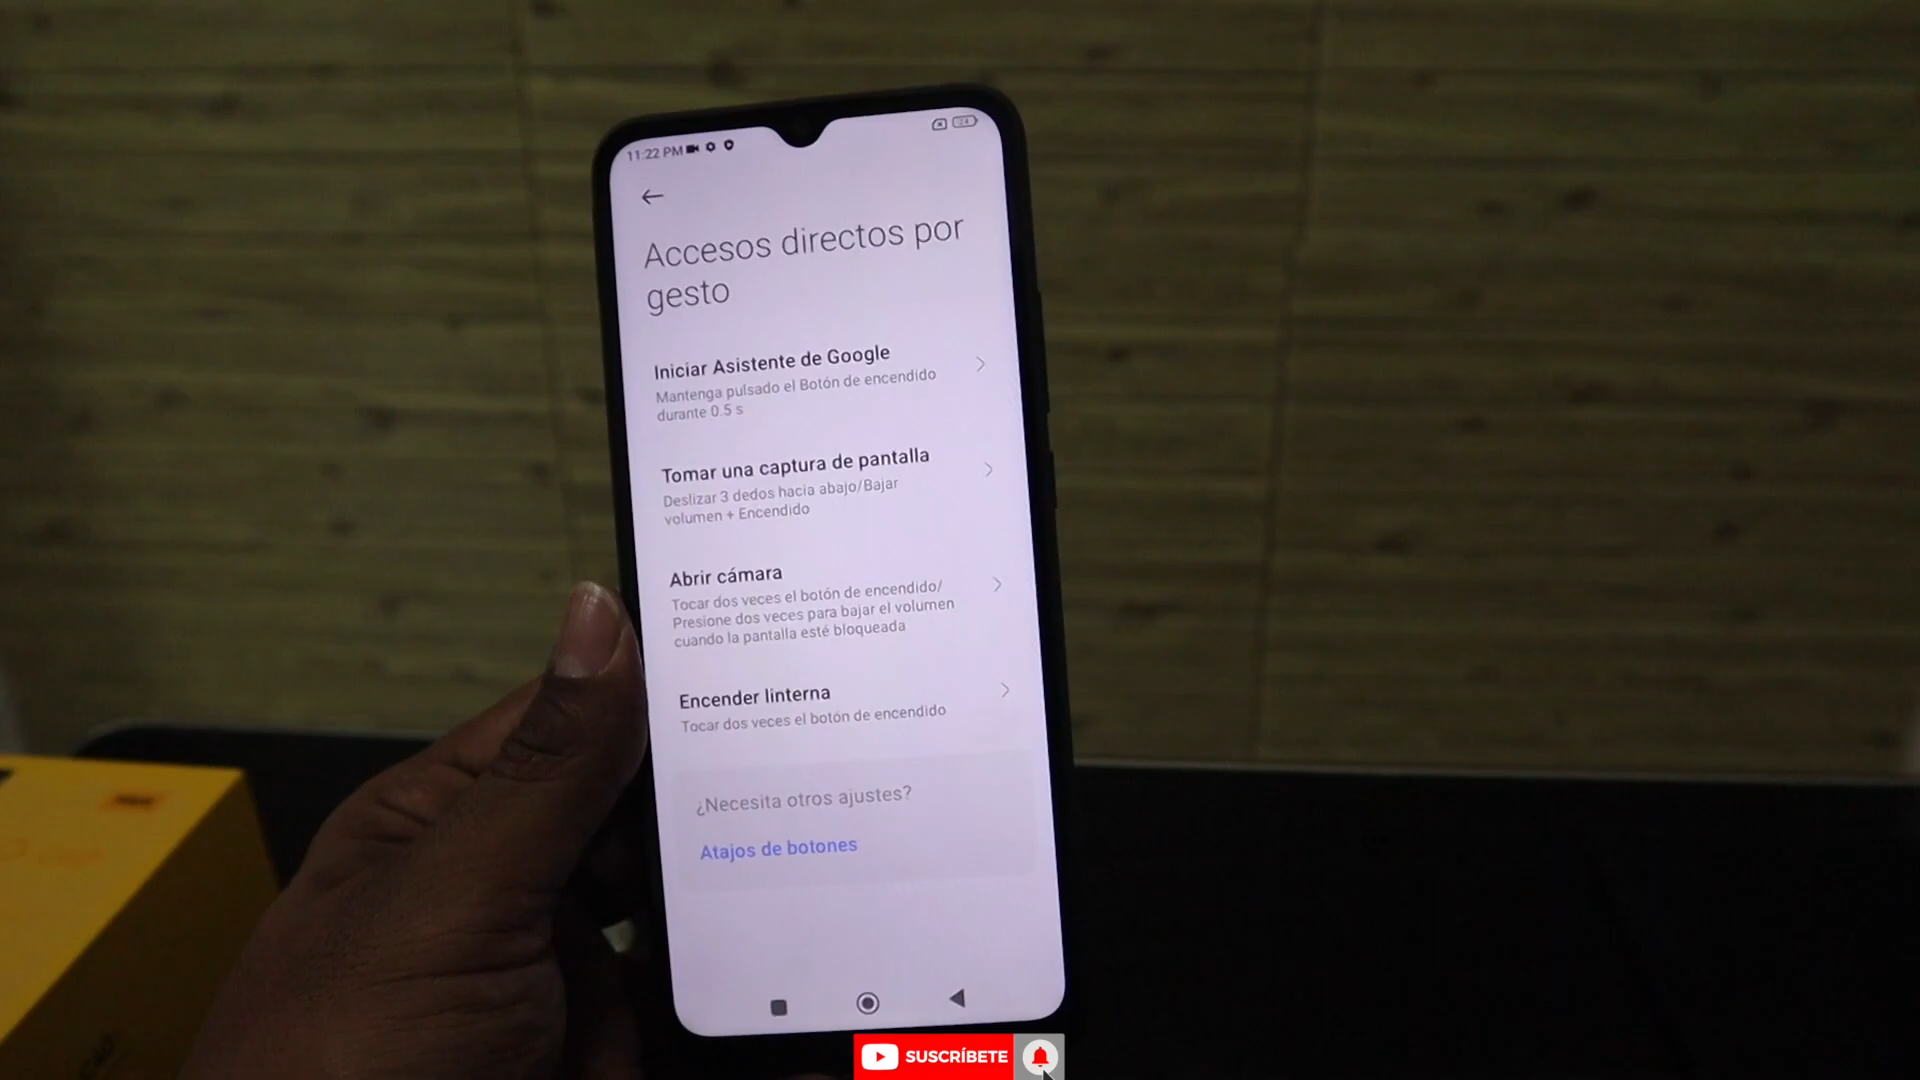 11:22 PM
Accesos directos por
gesto
Iniciar Asistente de Google
Mantenga pulsado el Botón de encendido
durante 0.5 s
Tomar una captura de pantalla
Deslizar 3 dedos hacia abajo/Bajar
volumen + Encendido
Abrir cámara
Tocar dos veces el botón de encendido/
Presione dos veces para bajar el volumen
cuando la pantalla esté bloqueada
Encender linterna
Tocar dos veces el botón de encendido
¿Necesita otros ajustes?
Atajos de botones
SUSCRÍBETE